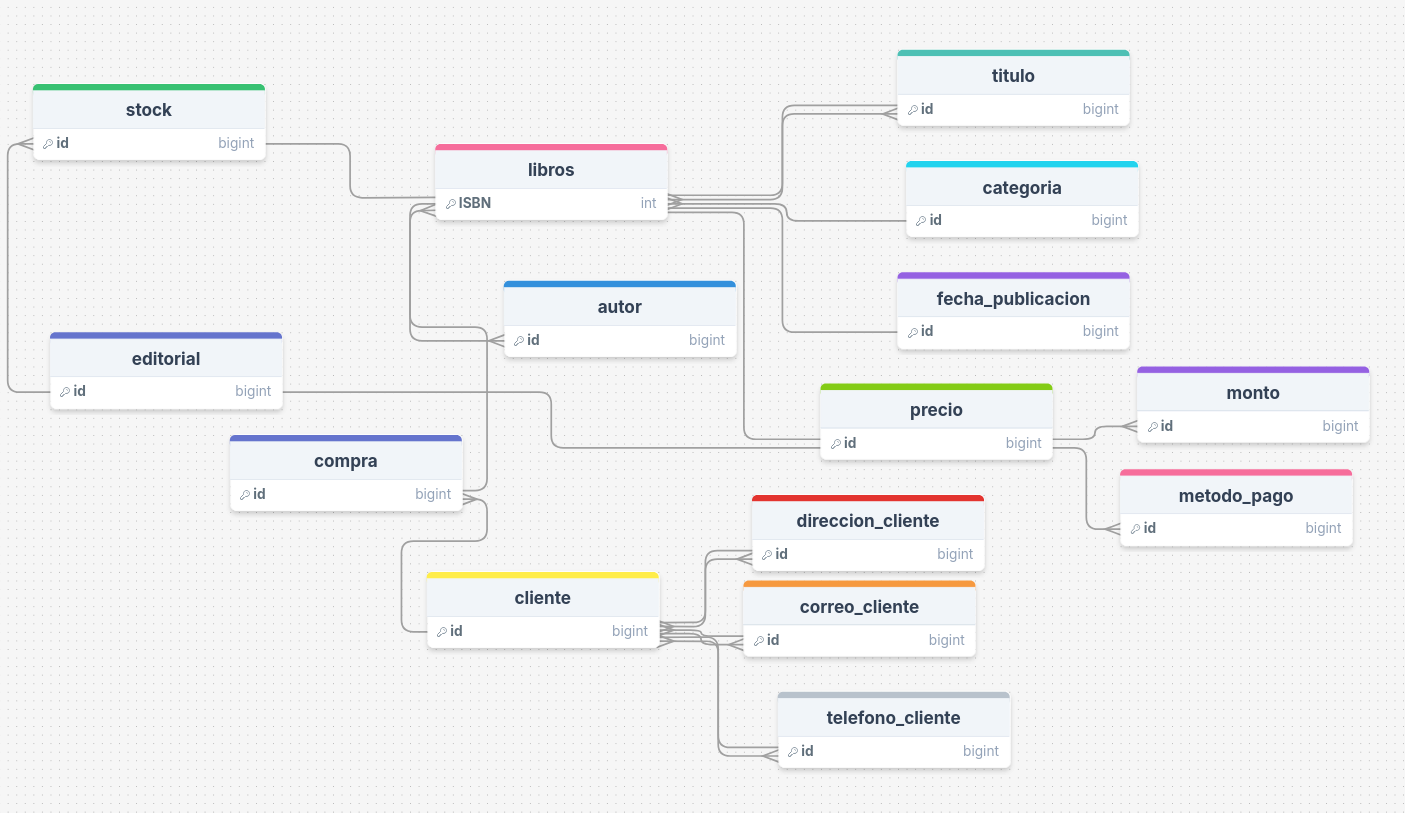 titulo
id bigint
stock
id bigint
libros
ISBN int
categoria
id bigint
fecha_publicacion
id bigint
autor
id bigint
editorial
id bigint
monto
id bigint
precio
id bigint
compra
id bigint
metodo_pago
id bigint
direccion_cliente
id bigint
cliente
id bigint
correo_cliente
id bigint
telefono_cliente
id bigint